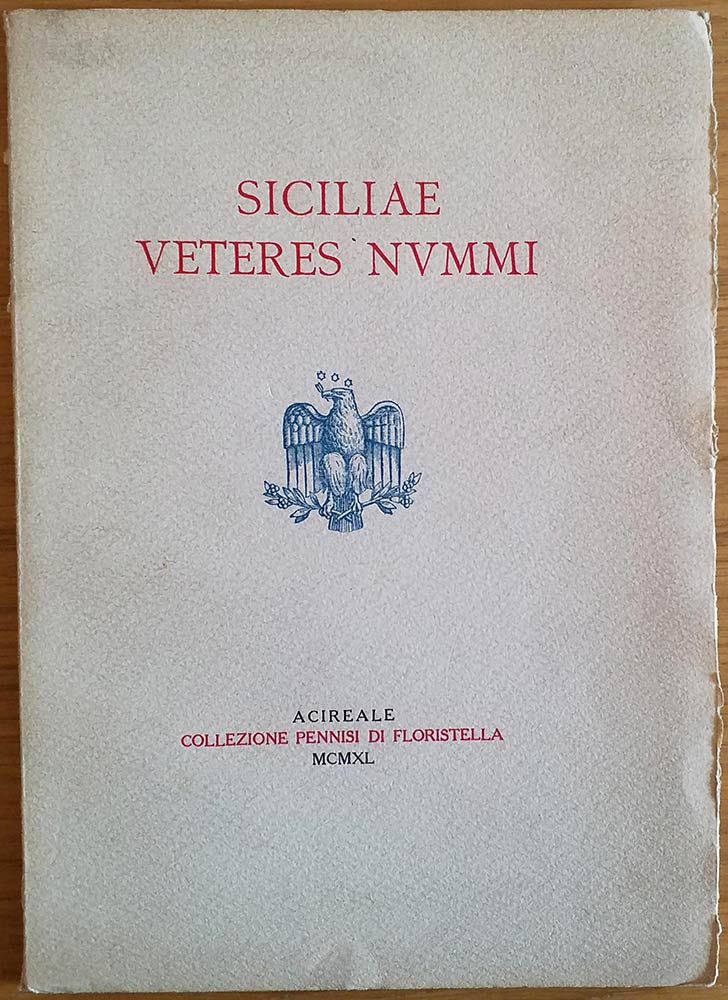 SICILIAE
VETERES NVMMI
ACIREALE
COLLEZIONE PENNISI DI FLORISTELLA
MCMXL